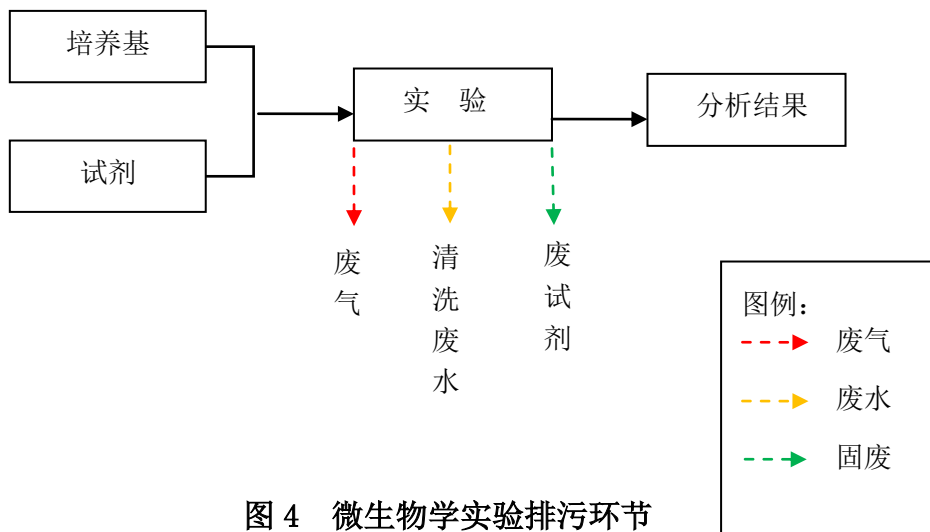 培养基
试剂
实 验
分析结果
废气
清洗废水
废试剂
图例：
废气
废水
固废
图 4 微生物学实验排污环节